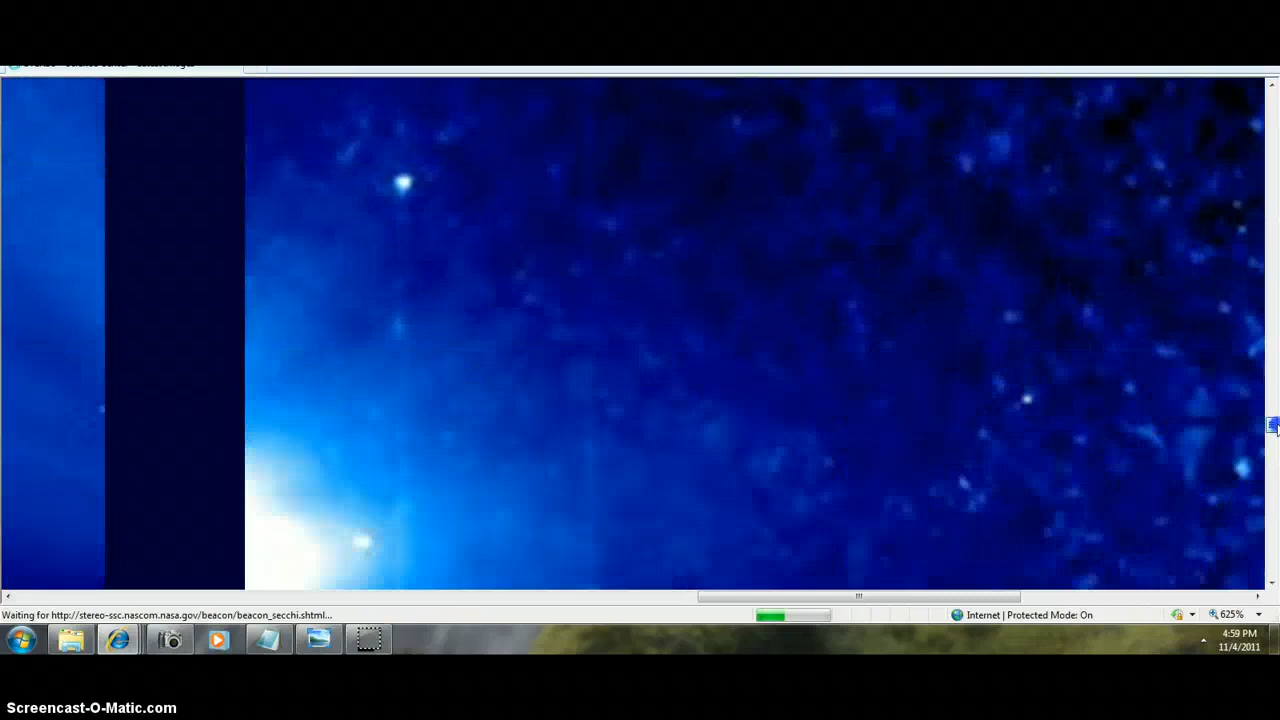 Waiting for http://stereo-ssc.nascom.nasa.gov/beacon/beacon_secchi.shtml...
Internet | Protected Mode: On
625%
4:59 PM
11/4/2011
Screencast-O-Matic.com